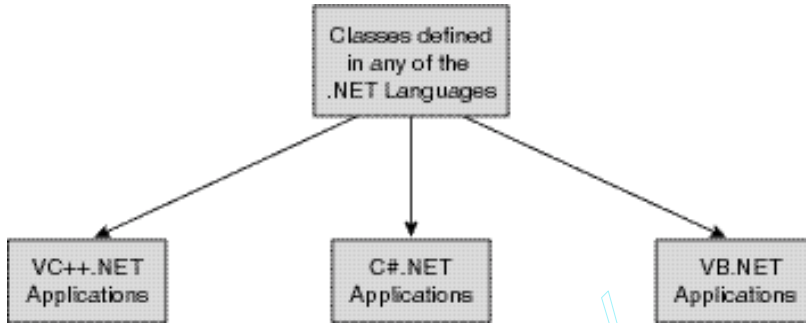 Classes defined
in any of the
.NET Languages
VC++.NET
Applications
C#.NET
Applications
VB.NET
Applications